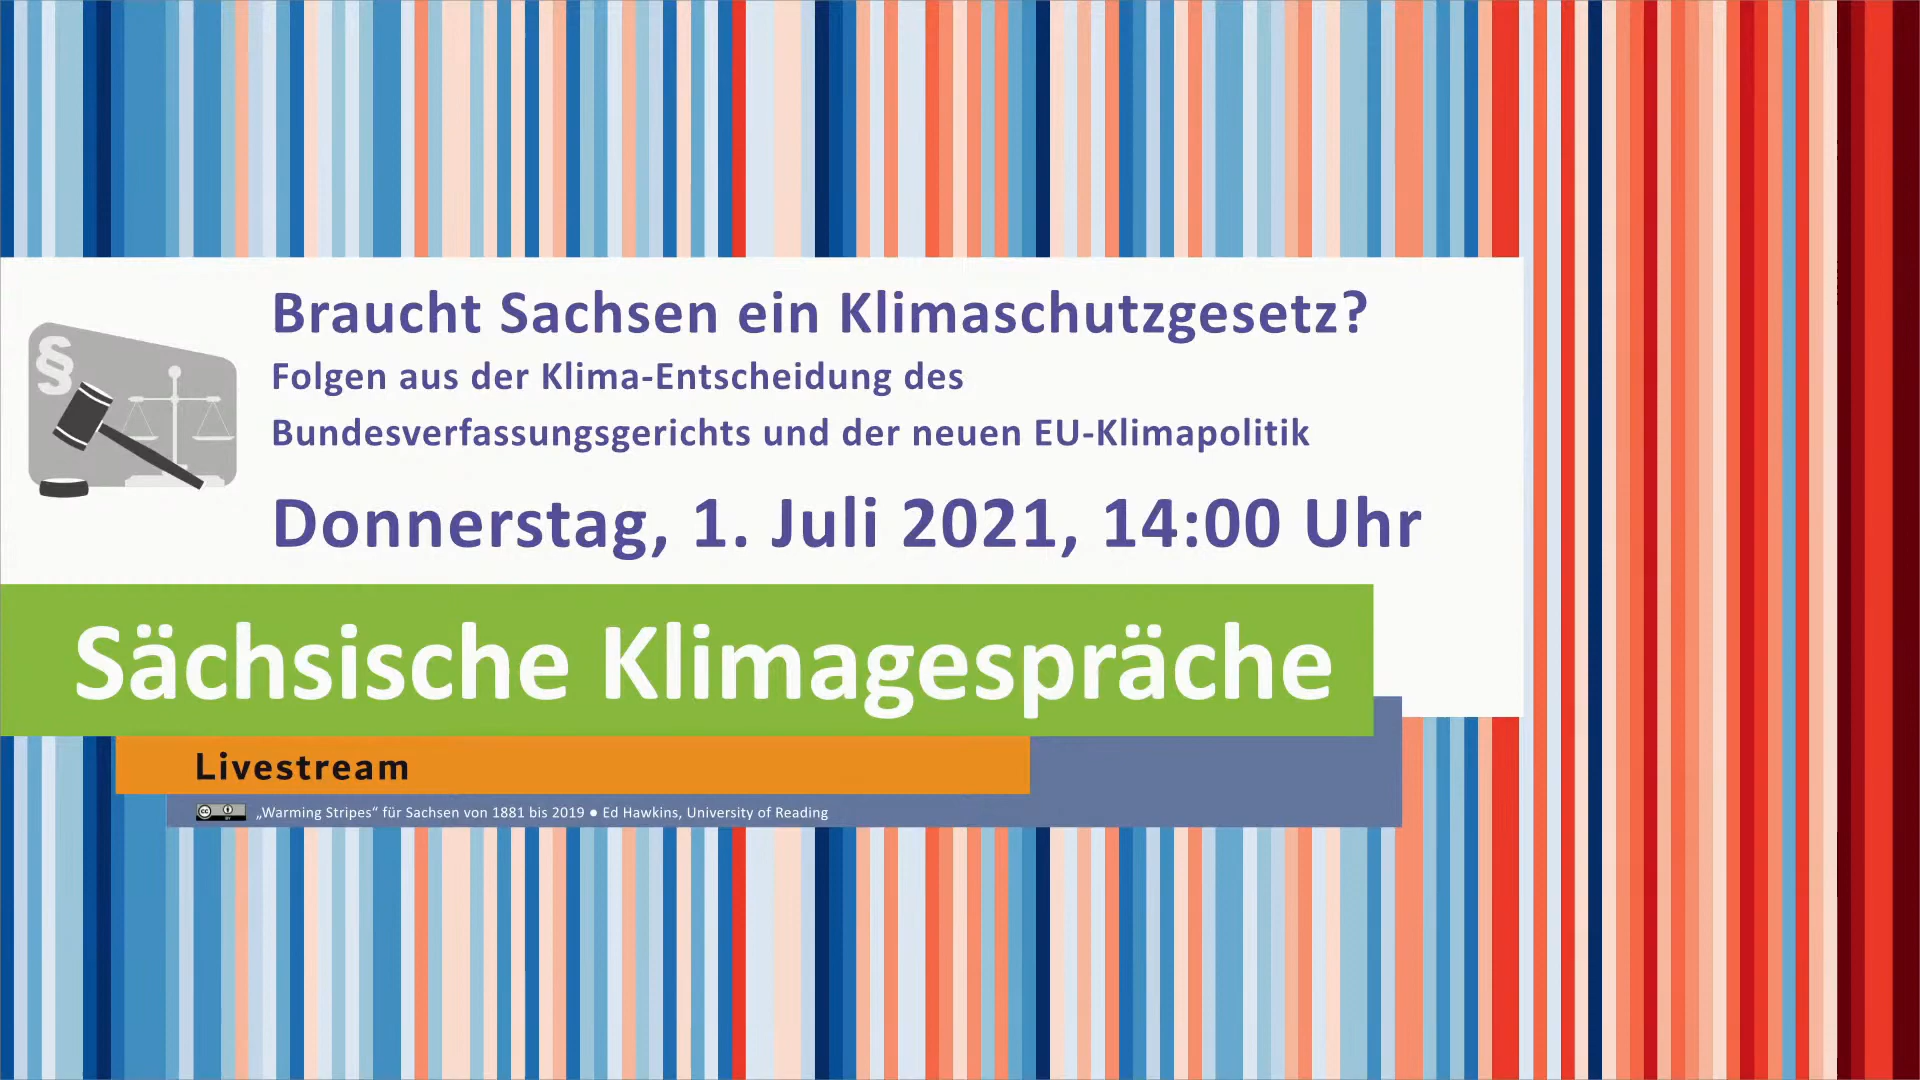 §
Braucht Sachsen ein Klimaschutzgesetz?
Folgen aus der Klima-Entscheidung des
Bundesverfassungsgerichts und der neuen EU-Klimapolitik
Donnerstag, 1. Juli 2021, 14:00 Uhr
Sächsische Klimagespräche
Livestream
cc BY „Warming Stripes“ für Sachsen von 1881 bis 2019 ● Ed Hawkins, University of Reading